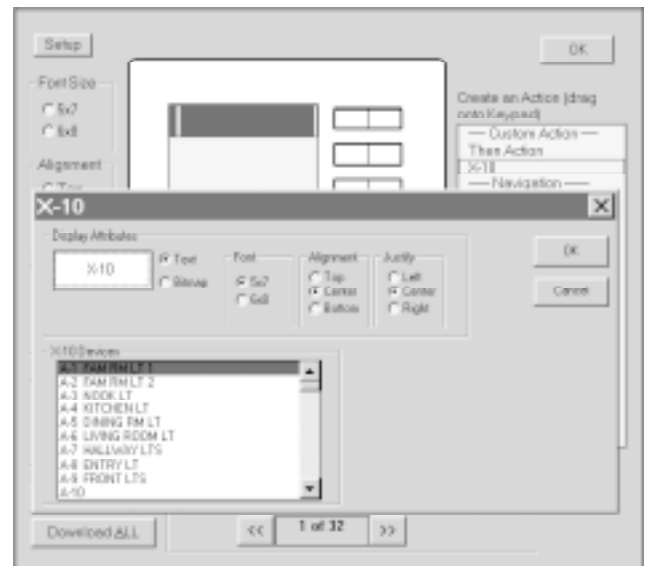 Setup
OK
Font Size
5x7
6x8
Create an Action (drag
onto Keypad)
Alignment
Top
--- Custom Action ---
Then Action
X-10
--- Navigation ---
X-10
Display Attributes
X-10
Text
Bitmap
Font
5x7
6x8
Alignment
Top
Center
Bottom
Justify
Left
Center
Right
OK
Cancel
X-10 Devices
A-1 FAM RM LT 1
A-2 FAM RM LT 2
A-3 NOOK LT
A-4 KITCHEN LT
A-5 DINING RM LT
A-6 LIVING ROOM LT
A-7 HALLWAY LTS
A-8 ENTRY LT
A-9 FRONT LTS
A-10
Download ALL
<<
1 of 32
>>